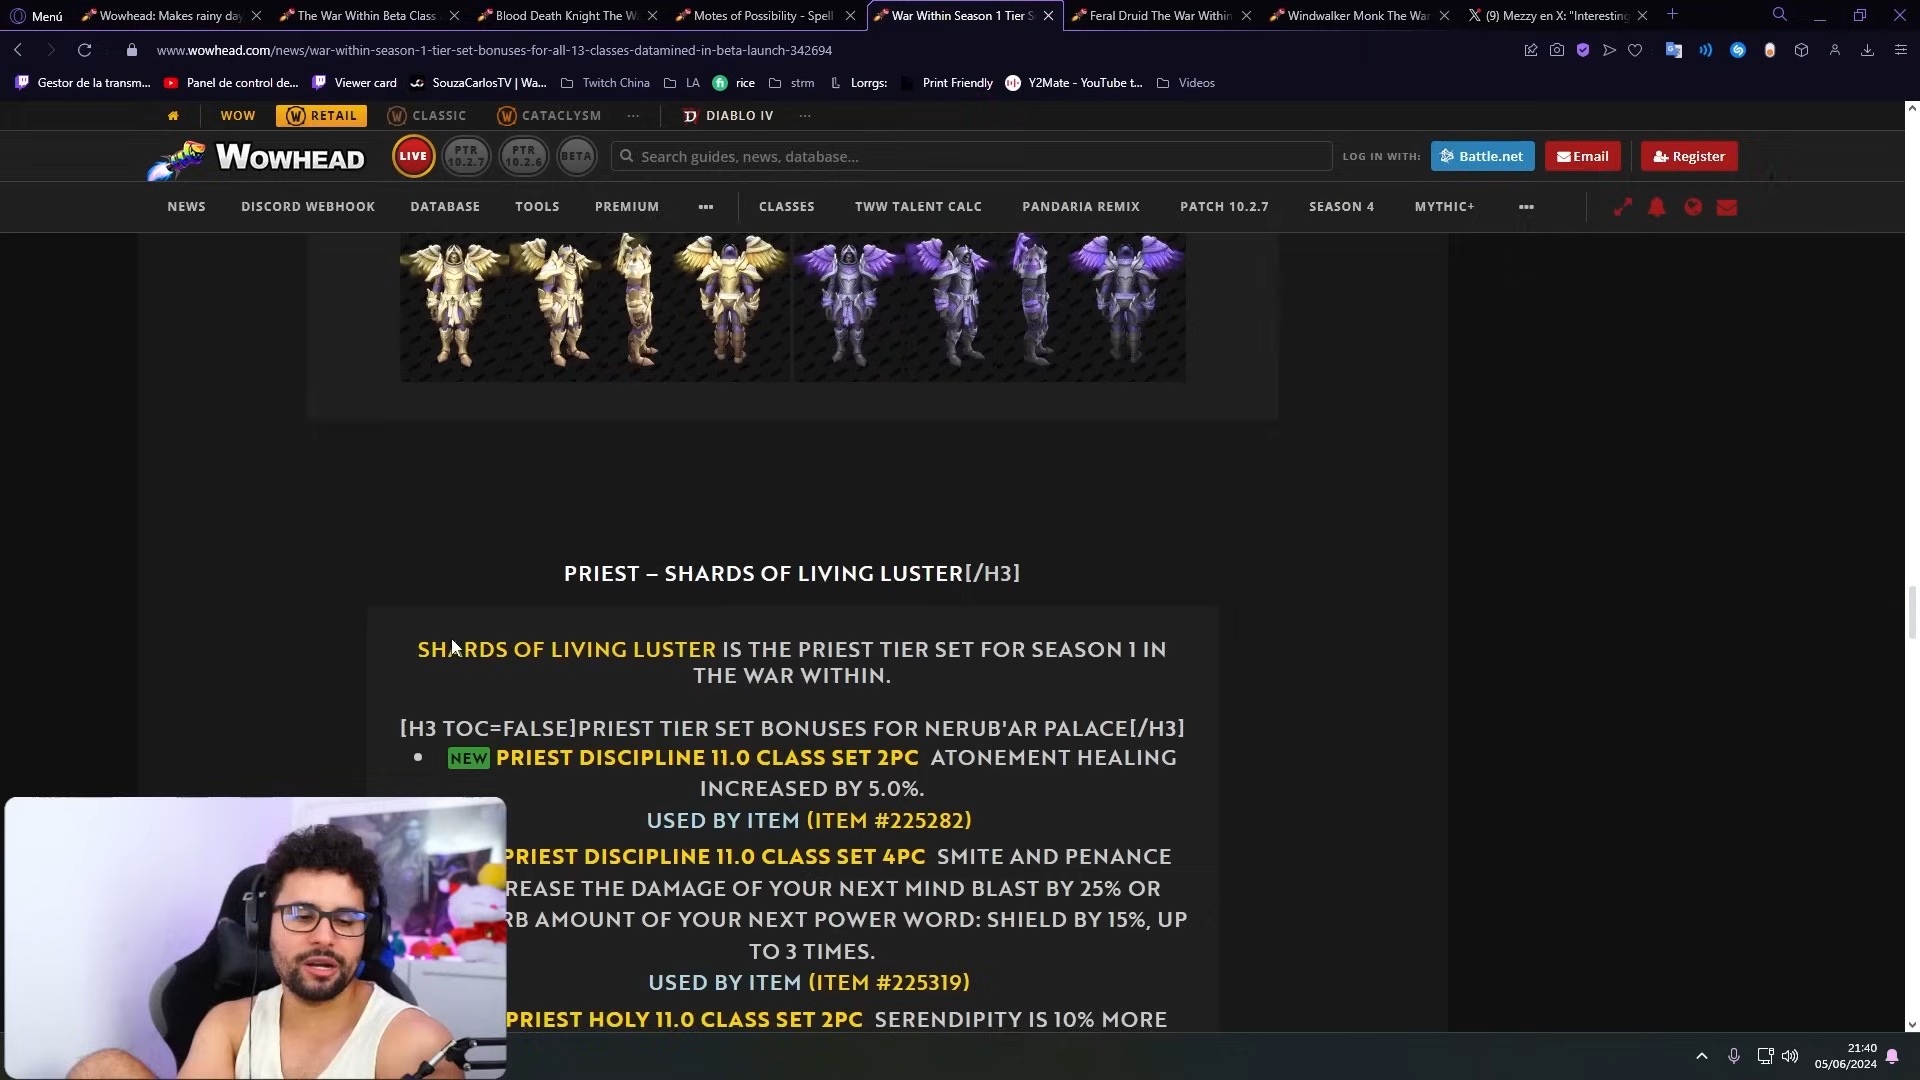 Menú
Wowhead: Makes rainy day
The War Within Beta Class
Blood Death Knight The W
Motes of Possibility - Spell
War Within Season 1 Tier S
Feral Druid The War Within
Windwalker Monk The War
(9) Mezzy en X: "Interesting
www.wowhead.com/news/war-within-season-1-tier-set-bonuses-for-all-13-classes-datamined-in-beta-launch-342694
Gestor de la transm...
Panel de control de...
Viewer card
SouzaCarlosTV | Wa...
Twitch China
LA
rice
strm
Lorrgs:
Print Friendly
Y2Mate - YouTube t...
Videos
WOW
RETAIL
CLASSIC
CATACLYSM
...
DIABLO IV
...
WOWHEAD
LIVE
PTR
10.2.7
PTR
10.2.6
BETA
Search guides, news, database...
LOG IN WITH:
Battle.net
Email
Register
NEWS
DISCORD WEBHOOK
DATABASE
TOOLS
PREMIUM
...
CLASSES
TWW TALENT CALC
PANDARIA REMIX
PATCH 10.2.7
SEASON 4
MYTHIC+
...
PRIEST – SHARDS OF LIVING LUSTER[/H3]
SHARDS OF LIVING LUSTER IS THE PRIEST TIER SET FOR SEASON 1 IN
THE WAR WITHIN.
[H3 TOC=FALSE]PRIEST TIER SET BONUSES FOR NERUB'AR PALACE[/H3]
• NEW PRIEST DISCIPLINE 11.0 CLASS SET 2PC ATONEMENT HEALING
INCREASED BY 5.0%.
USED BY ITEM (ITEM #225282)
PRIEST DISCIPLINE 11.0 CLASS SET 4PC SMITE AND PENANCE
REASE THE DAMAGE OF YOUR NEXT MIND BLAST BY 25% OR
RB AMOUNT OF YOUR NEXT POWER WORD: SHIELD BY 15%, UP
TO 3 TIMES.
USED BY ITEM (ITEM #225319)
PRIEST HOLY 11.0 CLASS SET 2PC SERENDIPITY IS 10% MORE
21:40
05/06/2024